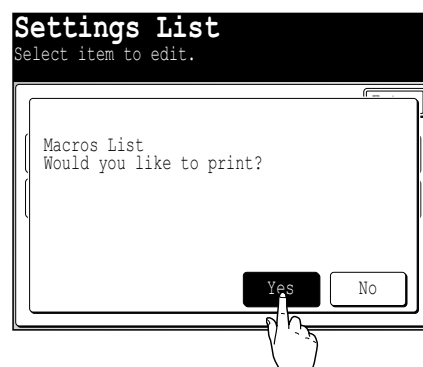 Settings List
Select item to edit.
Macros List
Would you like to print?
Yes
No